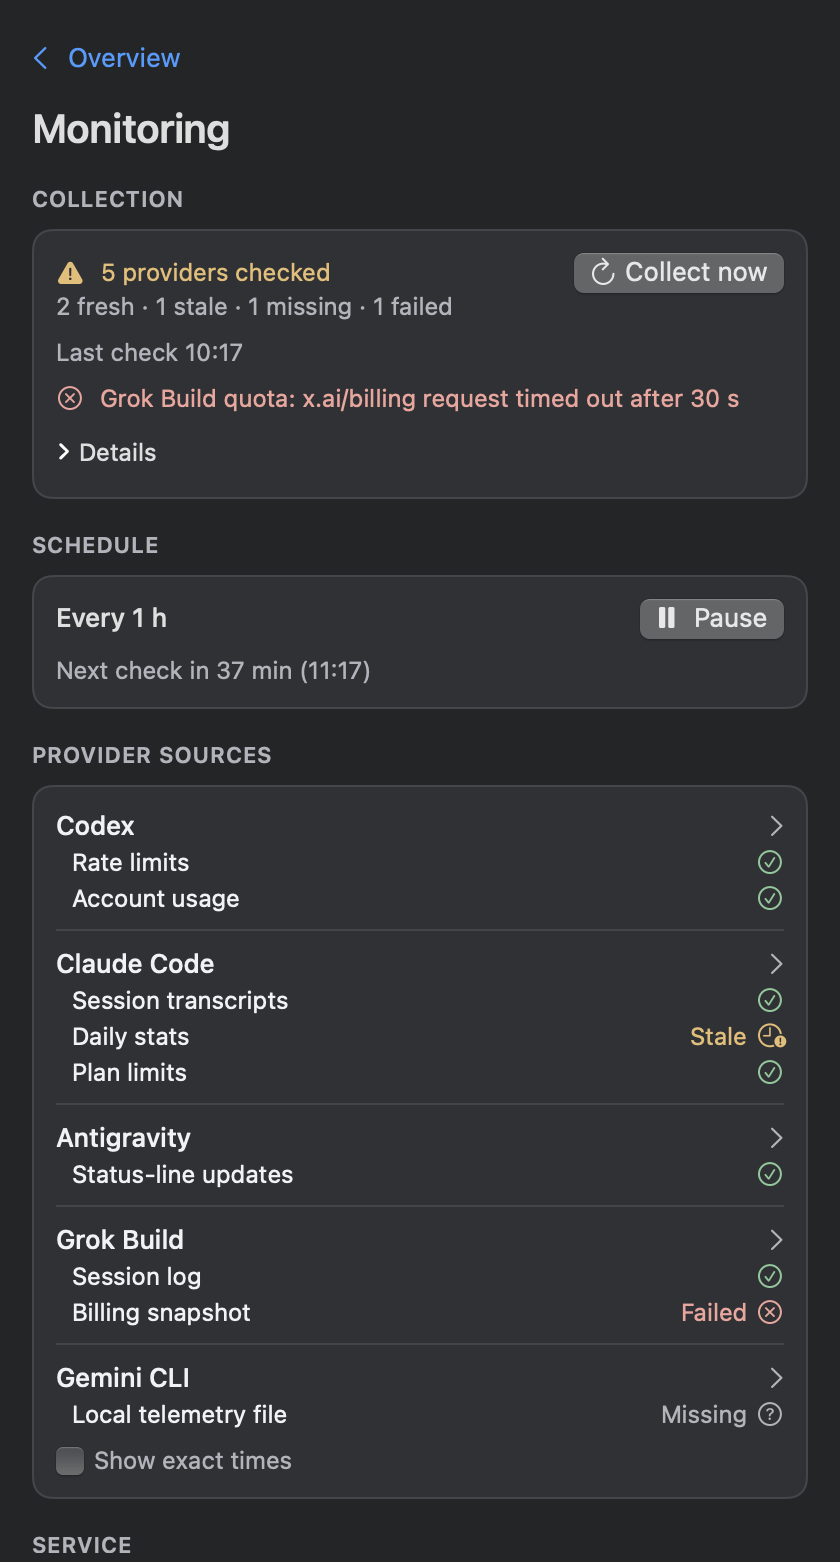 Overview
Monitoring
COLLECTION
5 providers checked
Collect now
2 fresh · 1 stale · 1 missing · 1 failed
Last check 10:17
Grok Build quota: x.ai/billing request timed out after 30 s
Details
SCHEDULE
Every 1 h
Pause
Next check in 37 min (11:17)
PROVIDER SOURCES
Codex
Rate limits
Account usage
Claude Code
Session transcripts
Daily stats Stale
Plan limits
Antigravity
Status-line updates
Grok Build
Session log
Billing snapshot Failed
Gemini CLI
Local telemetry file Missing
Show exact times
SERVICE